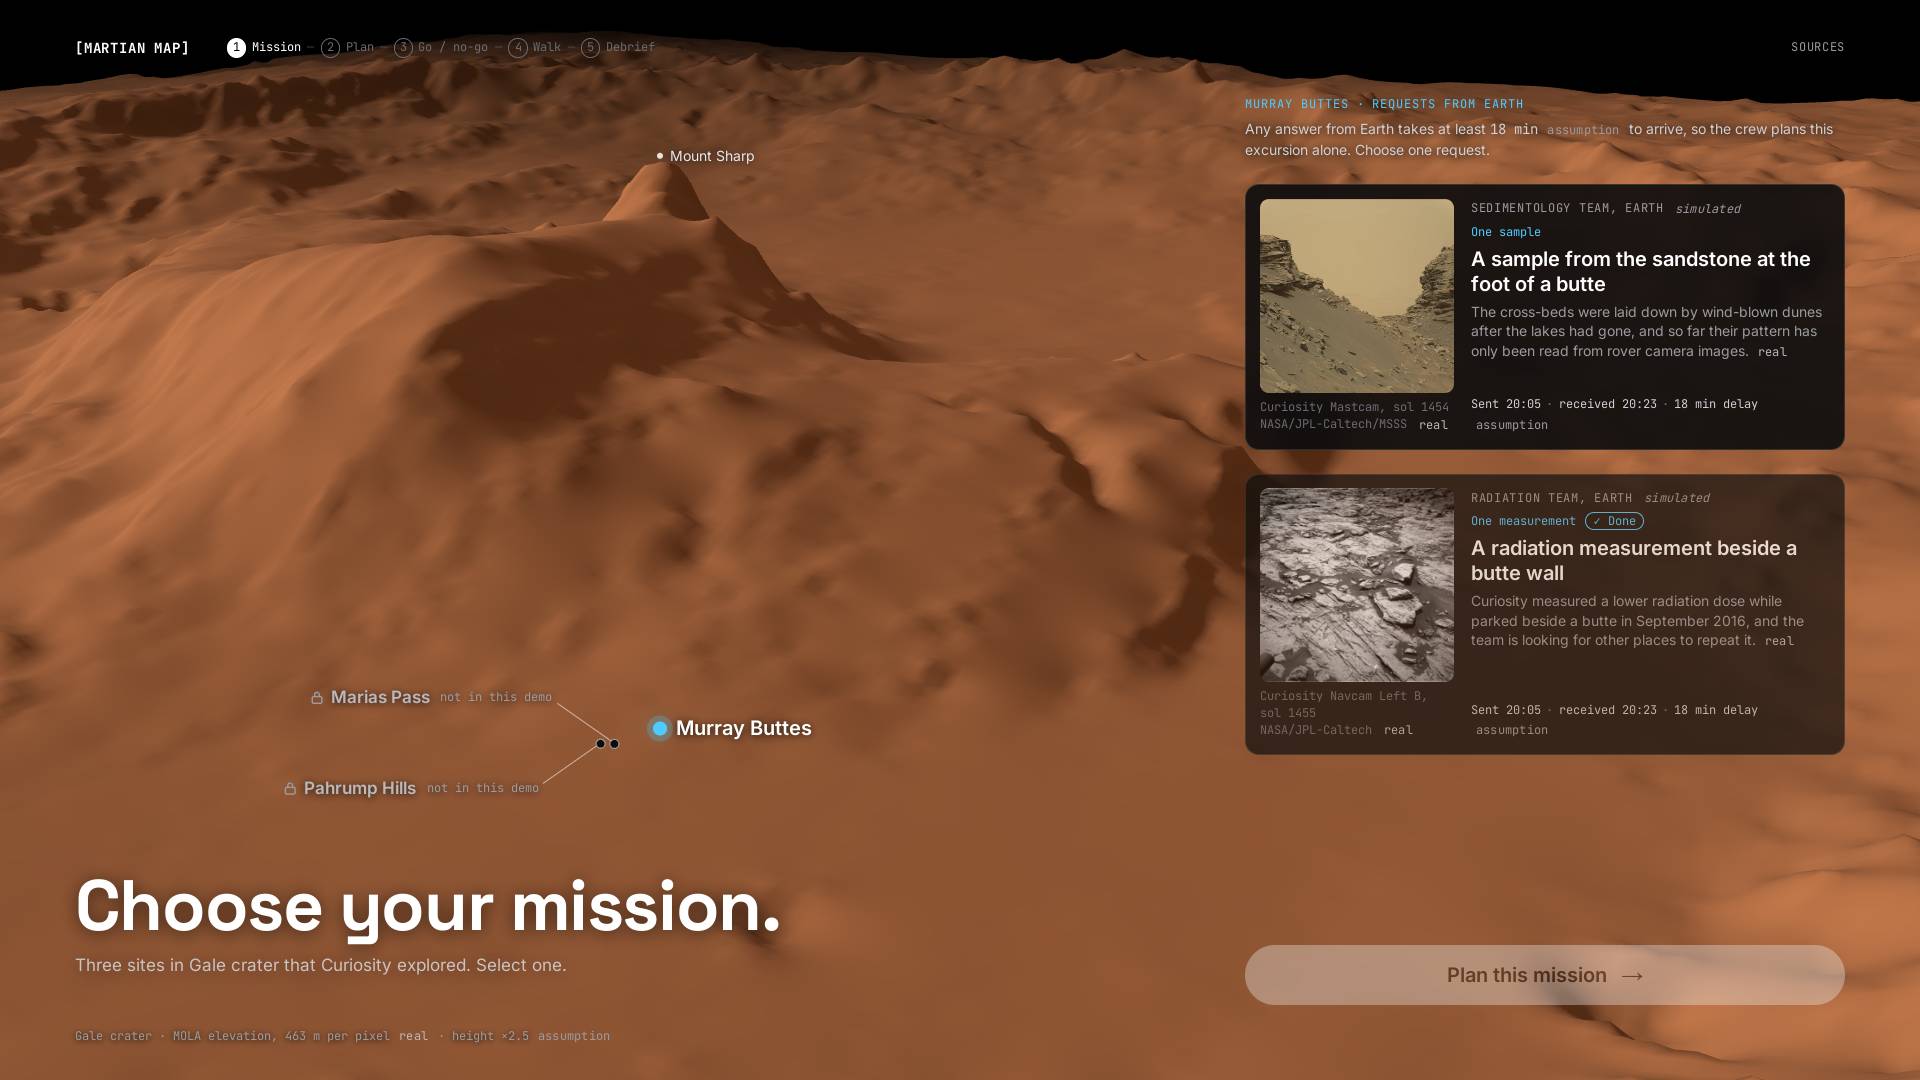 [MARTIAN MAP]
1 Mission — 2 Plan — 3 Go / no-go — 4 Walk — 5 Debrief
SOURCES
MURRAY BUTTES · REQUESTS FROM EARTH
Any answer from Earth takes at least 18 min assumption to arrive, so the crew plans this
excursion alone. Choose one request.
Mount Sharp
SEDIMENTOLOGY TEAM, EARTH simulated
One sample
A sample from the sandstone at the
foot of a butte
The cross-beds were laid down by wind-blown dunes
after the lakes had gone, and so far their pattern has
only been read from rover camera images. real
Sent 20:05 · received 20:23 · 18 min delay
assumption
Curiosity Mastcam, sol 1454
NASA/JPL-Caltech/MSSS real
RADIATION TEAM, EARTH simulated
One measurement ✓ Done
A radiation measurement beside a
butte wall
Curiosity measured a lower radiation dose while
parked beside a butte in September 2016, and the
team is looking for other places to repeat it. real
Sent 20:05 · received 20:23 · 18 min delay
assumption
Curiosity Navcam Left B,
sol 1455
NASA/JPL-Caltech real
Marias Pass not in this demo
Murray Buttes
Pahrump Hills not in this demo
Choose your mission.
Three sites in Gale crater that Curiosity explored. Select one.
Plan this mission →
Gale crater · MOLA elevation, 463 m per pixel real · height ×2.5 assumption